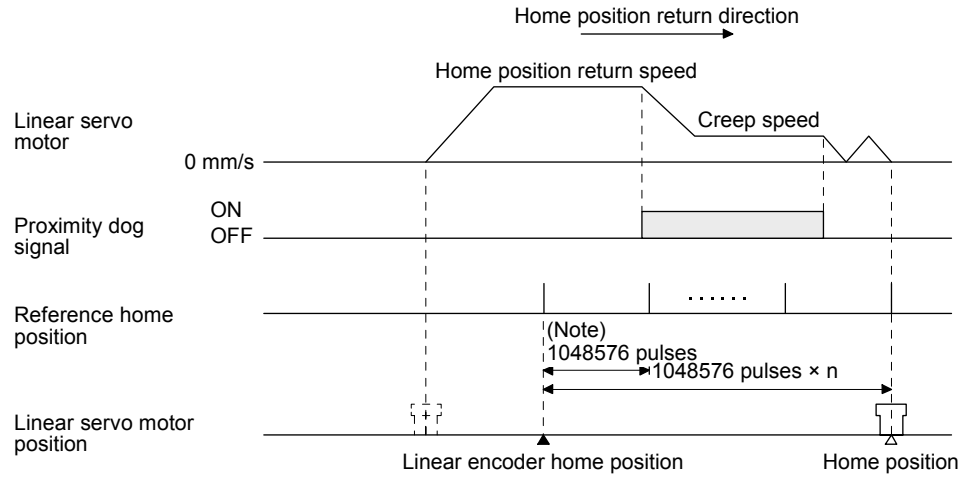 Home position return direction
Home position return speed
Creep speed
Linear servo
motor
0 mm/s
ON
OFF
Proximity dog
signal
Reference home
position
(Note)
1048576 pulses
1048576 pulses × n
Linear servo motor
position
Linear encoder home position
Home position